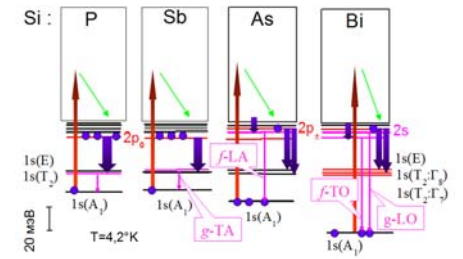 Si : P Sb As Bi
2p₀ 2p± 2s
f-LA
1s(E) 1s(E)
1s(T₂) 1s(T₂:Γ₈)
f-TO g-LO 1s(T₂:Γ₇)
1s(A₁) 1s(A₁) g-TA 1s(A₁)
20 мэВ T=4,2°K
1s(A₁)